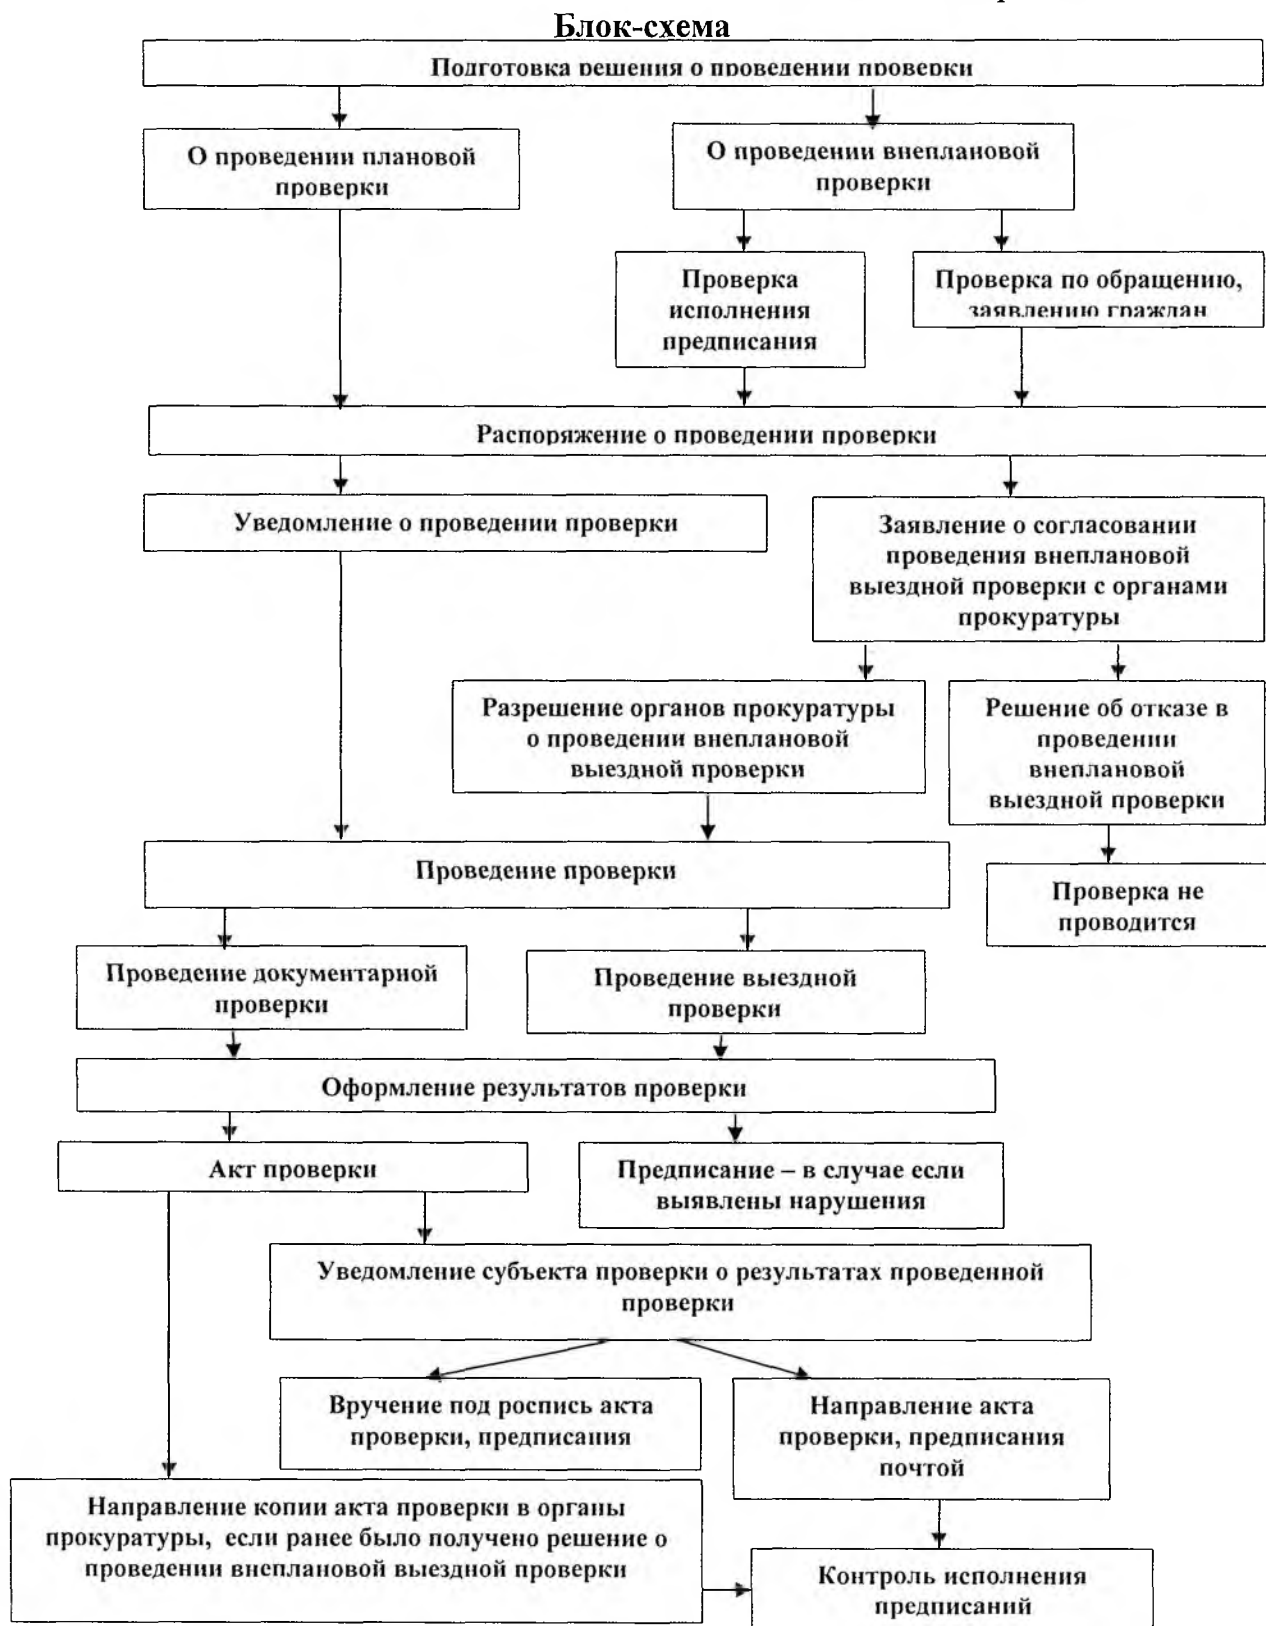 Блок-схема
Подготовка решения о проведении проверки
О проведении плановой
проверки
О проведении внеплановой
проверки
Проверка
исполнения
предписания
Проверка по обращению,
заявлению граждан
Распоряжение о проведении проверки
Уведомление о проведении проверки
Заявление о согласовании
проведения внеплановой
выездной проверки с органами
прокуратуры
Разрешение органов прокуратуры
о проведении внеплановой
выездной проверки
Решение об отказе в
проведении
внеплановой
выездной проверки
Проведение проверки
Проверка не
проводится
Проведение документарной
проверки
Проведение выездной
проверки
Оформление результатов проверки
Акт проверки
Предписание – в случае если
выявлены нарушения
Уведомление субъекта проверки о результатах проведенной
проверки
Вручение под роспись акта
проверки, предписания
Направление акта
проверки, предписания
почтой
Направление копии акта проверки в органы
прокуратуры, если ранее было получено решение о
проведении внеплановой выездной проверки
Контроль исполнения
предписаний